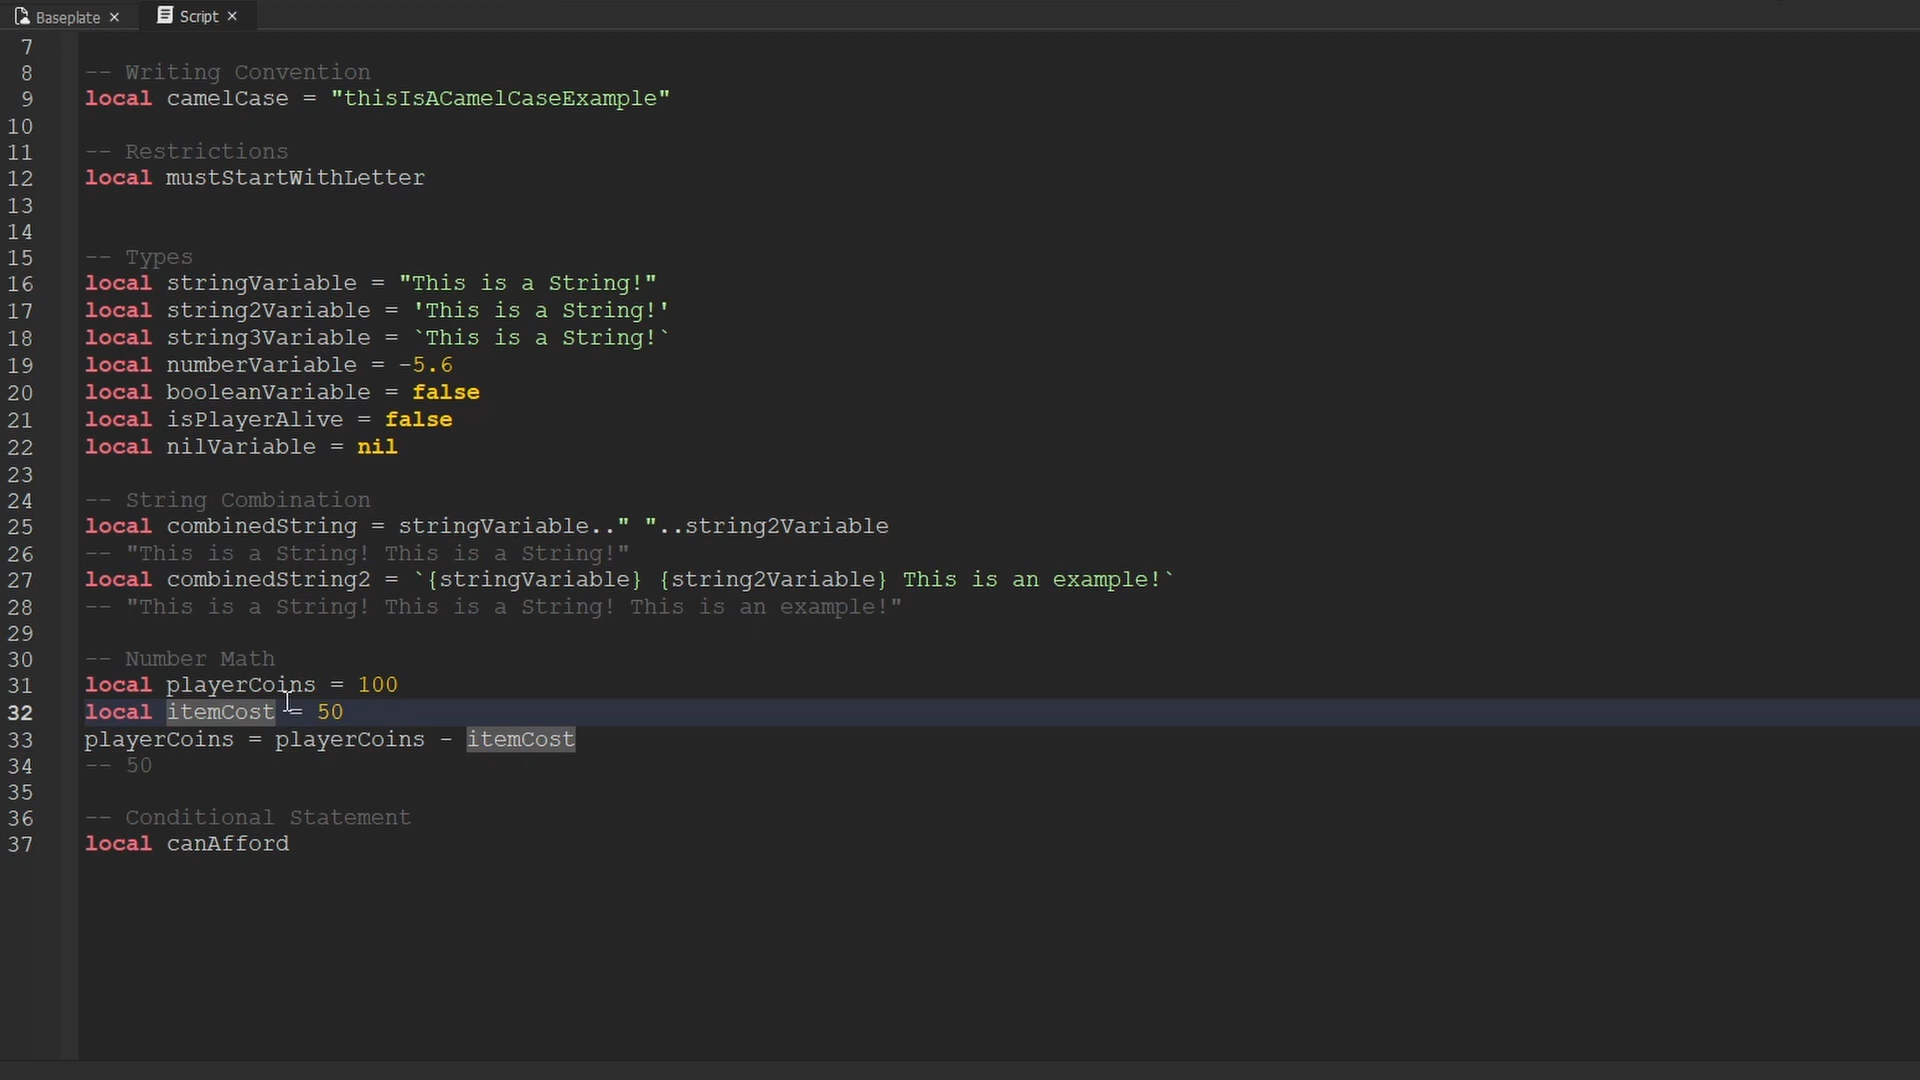 Baseplate × Script ×
7
8 -- Writing Convention
9 local camelCase = "thisIsACamelCaseExample"
10
11 -- Restrictions
12 local mustStartWithLetter
13
14
15 -- Types
16 local stringVariable = "This is a String!"
17 local string2Variable = 'This is a String!'
18 local string3Variable = `This is a String!`
19 local numberVariable = -5.6
20 local booleanVariable = false
21 local isPlayerAlive = false
22 local nilVariable = nil
23
24 -- String Combination
25 local combinedString = stringVariable.." "..string2Variable
26 -- "This is a String! This is a String!"
27 local combinedString2 = `{stringVariable} {string2Variable} This is an example!`
28 -- "This is a String! This is a String! This is an example!"
29
30 -- Number Math
31 local playerCoins = 100
32 local itemCost = 50
33 playerCoins = playerCoins - itemCost
34 -- 50
35
36 -- Conditional Statement
37 local canAfford